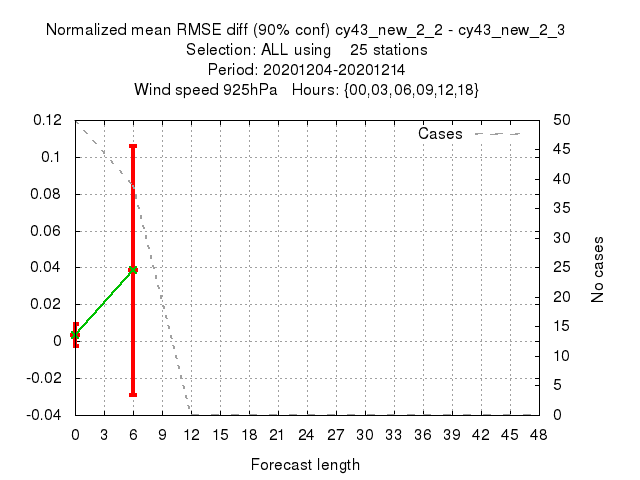 Normalized mean RMSE diff (90% conf) cy43_new_2_2 - cy43_new_2_3
Selection: ALL using    25 stations
Period: 20201204-20201214
Wind speed 925hPa   Hours: {00,03,06,09,12,18}
Cases
0.12
0.1
0.08
0.06
0.04
0.02
0
-0.02
-0.04
50
45
40
35
30
25
20
15
10
5
0
No cases
0 3 6 9 12 15 18 21 24 27 30 33 36 39 42 45 48
Forecast length